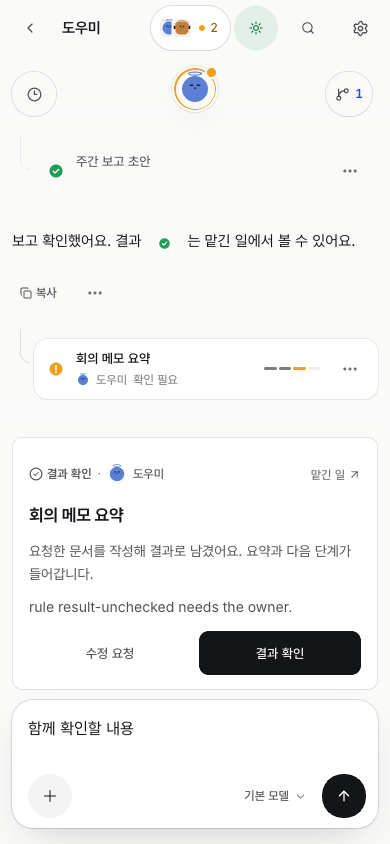 도우미
2
1
주간 보고 초안
보고 확인했어요. 결과 는 맡긴 일에서 볼 수 있어요.
복사
회의 메모 요약
도우미 확인 필요
결과 확인 · 도우미
맡긴 일
회의 메모 요약
요청한 문서를 작성해 결과로 남겼어요. 요약과 다음 단계가
들어갑니다.
rule result-unchecked needs the owner.
수정 요청
결과 확인
함께 확인할 내용
기본 모델